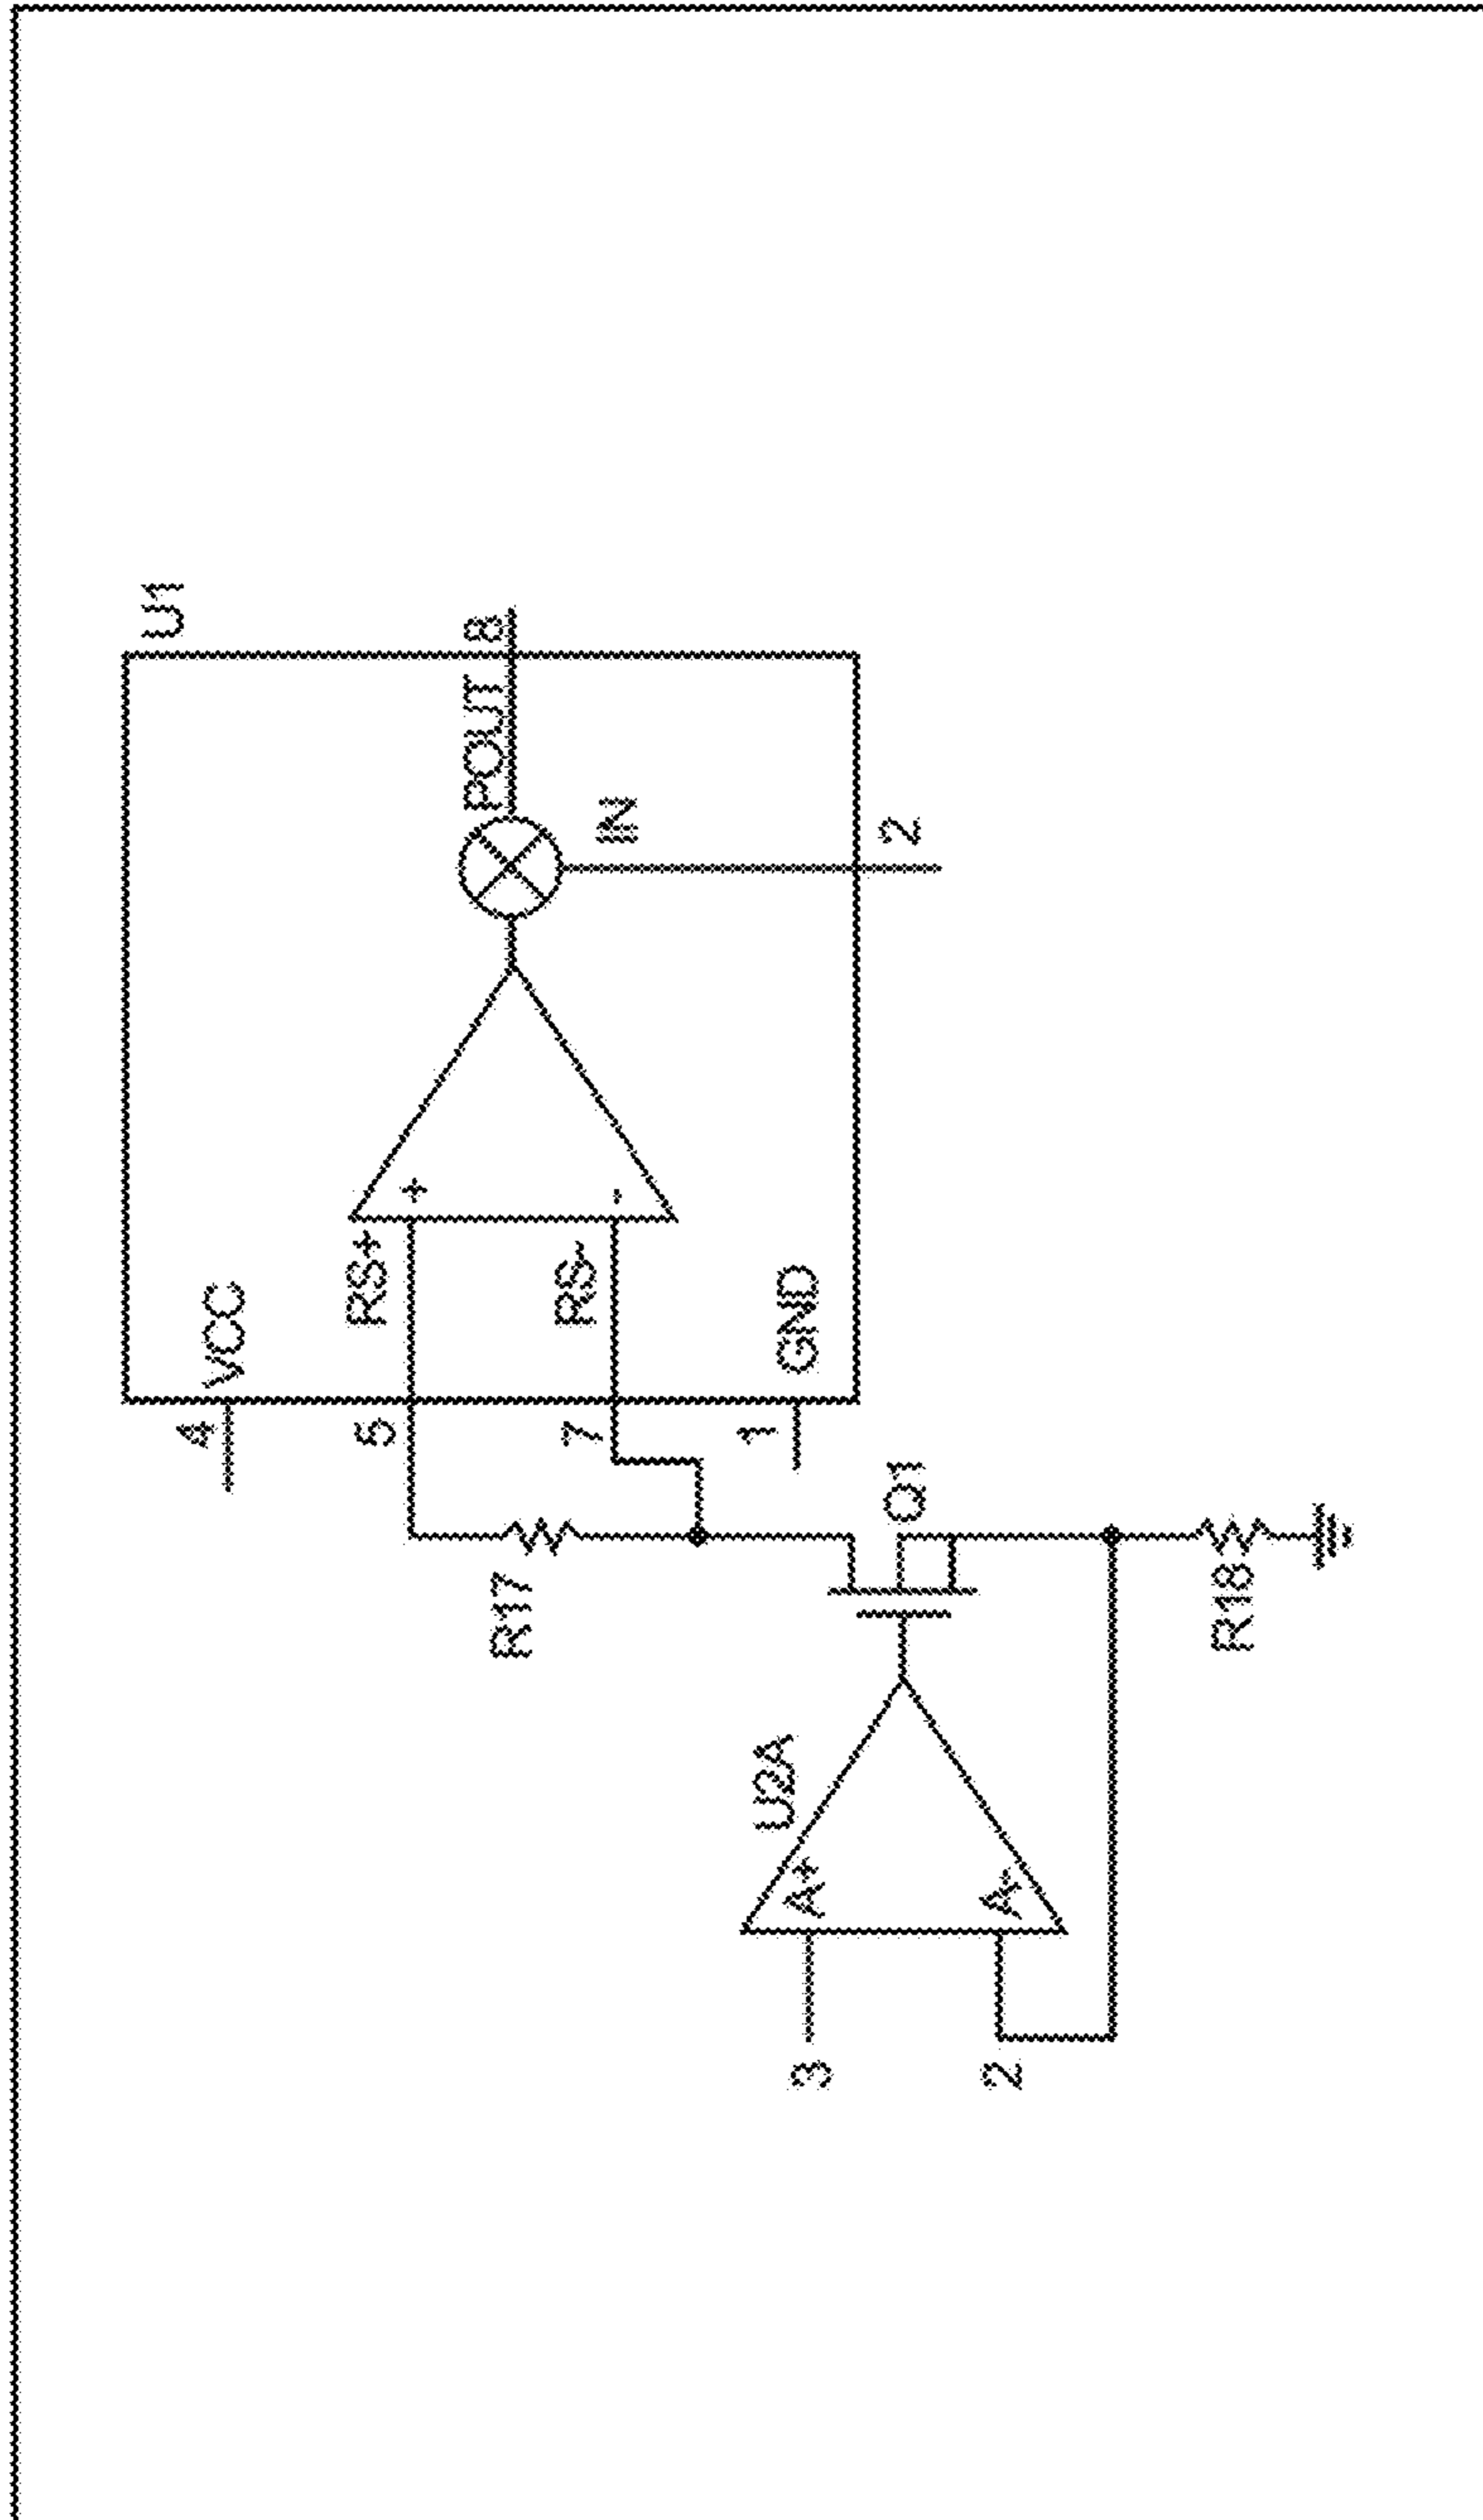 U1
4
VCC
5
RS+
POUT
8
7
RS-
IN
1
GND
2
R17
Q1
U2A
3
A+
2
A-
R18